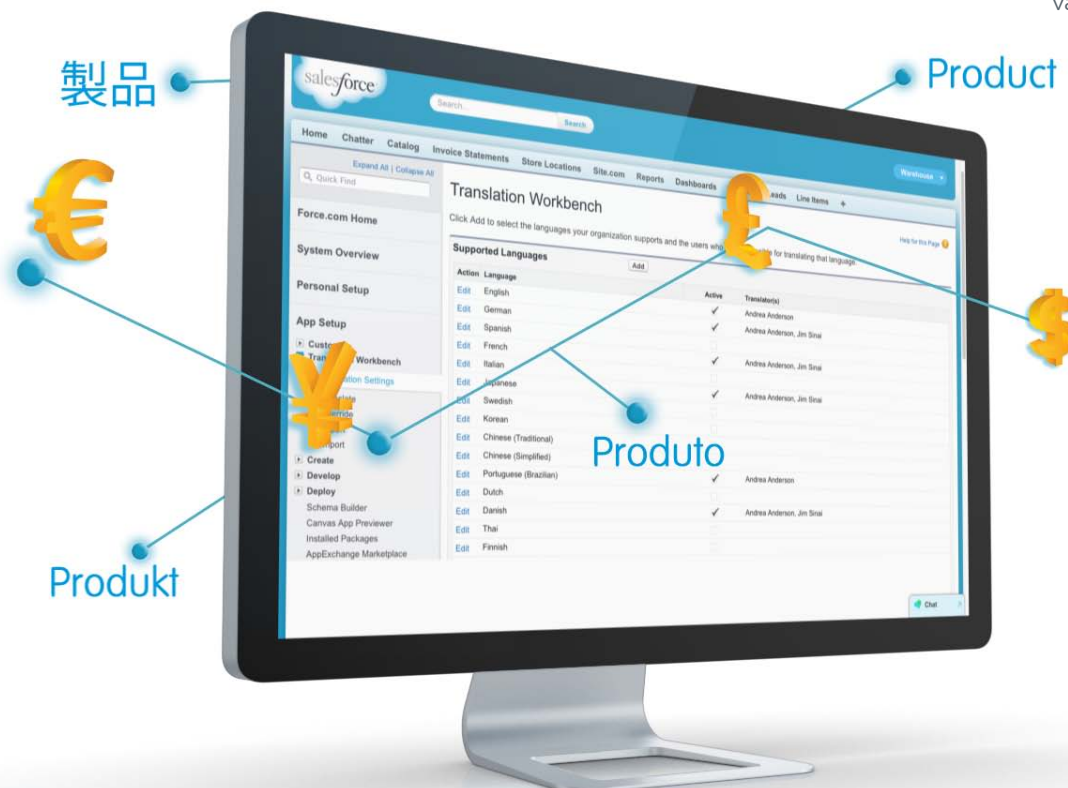 Va
製品
Product
salesforce
Search...
Search
Home Chatter Catalog Invoice Statements Store Locations Site.com Reports Dashboards Leads Line Items +
Warehouse
Expand All | Collapse All
Quick Find
Force.com Home
System Overview
Personal Setup
App Setup
Translation Workbench
Click Add to select the languages your organization supports and the users who for translating that language.
Help for this Page
Supported Languages
Add
Action Language Active Translator(s)
Edit English ✓ Andrea Anderson
Edit German ✓ Andrea Anderson, Jim Sinai
Edit Spanish
Edit French ✓ Andrea Anderson, Jim Sinai
Edit Italian
Edit Japanese ✓ Andrea Anderson, Jim Sinai
Edit Swedish
Edit Korean
Edit Chinese (Traditional)
Edit Chinese (Simplified)
Edit Portuguese (Brazilian) ✓ Andrea Anderson
Edit Dutch
Edit Danish ✓ Andrea Anderson, Jim Sinai
Edit Thai
Edit Finnish
Workbench
Settings
Create
Develop
Deploy
Schema Builder
Canvas App Previewer
Installed Packages
AppExchange Marketplace
Chat
€
£
$
¥
Produto
Produkt